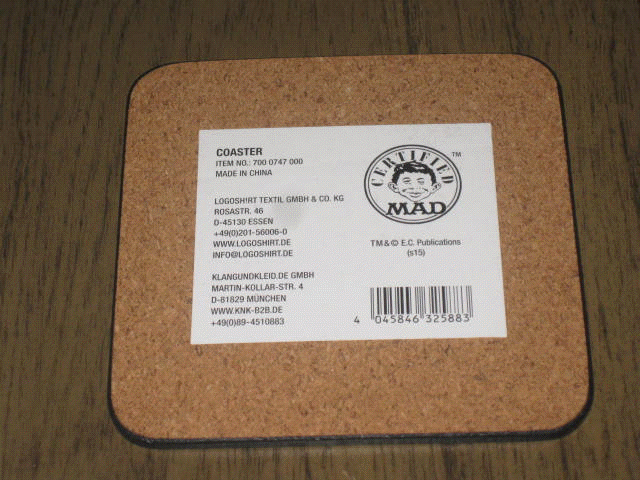 COASTER
ITEM NO.: 700 0747 000
MADE IN CHINA
LOGOSH!RT TEXTIL GMBH & CO. KG
ROSASTR. 46
D-45130 ESSEN
+49(0)201-56006-0
WWW.LOGOSHIRT.DE
INFO@LOGOSHIRT.DE
KLANGUNDKLEID.DE GMBH
MARTIN-KOLLAR-STR. 4
D-81829 MÜNCHEN
WWW.KNK-B2B.DE
+49(0)89-4510883
CERTIFIED TM
MAD
TM & © E.C. Publications
(s15)
4 045846 325883